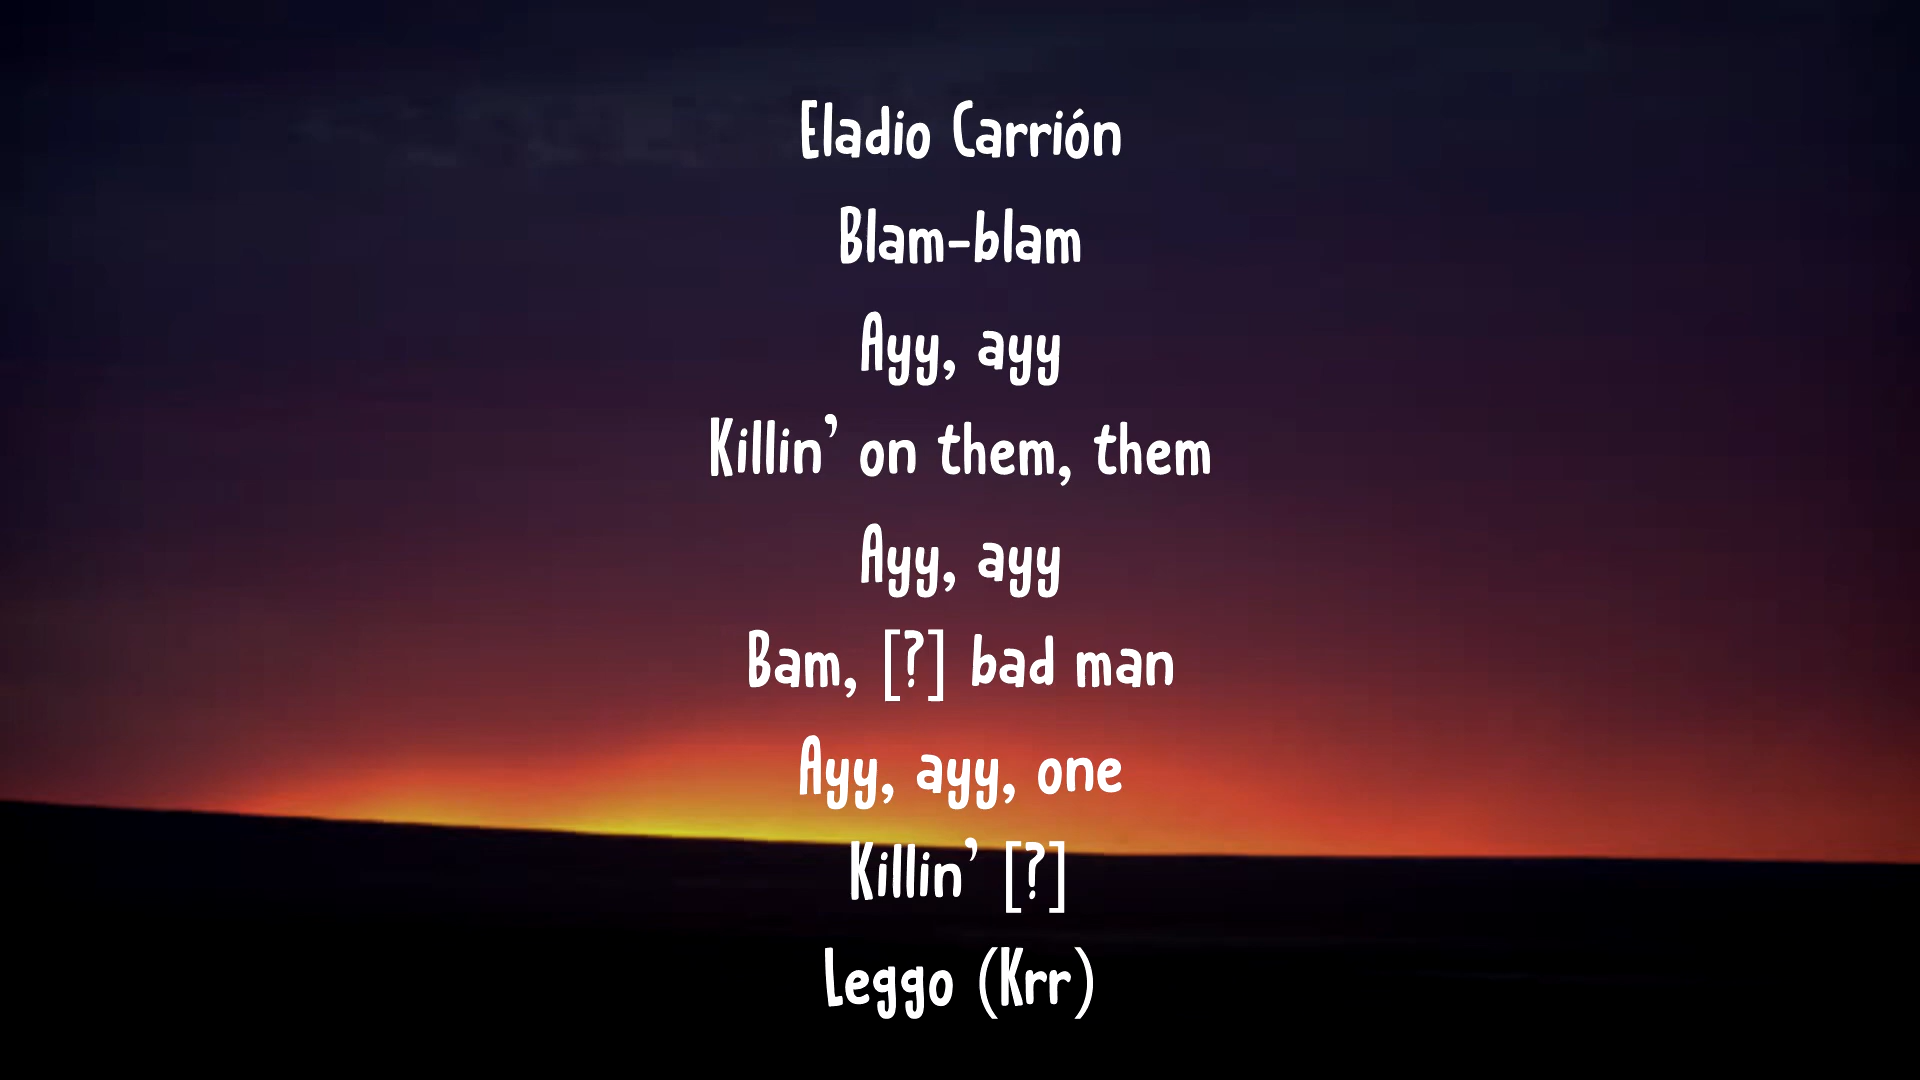 Eladio Carrión
Blam-blam
Ayy, ayy
Killin’ on them, them
Ayy, ayy
Bam, [?] bad man
Ayy, ayy, one
Killin’ [?]
Leggo (Krr)